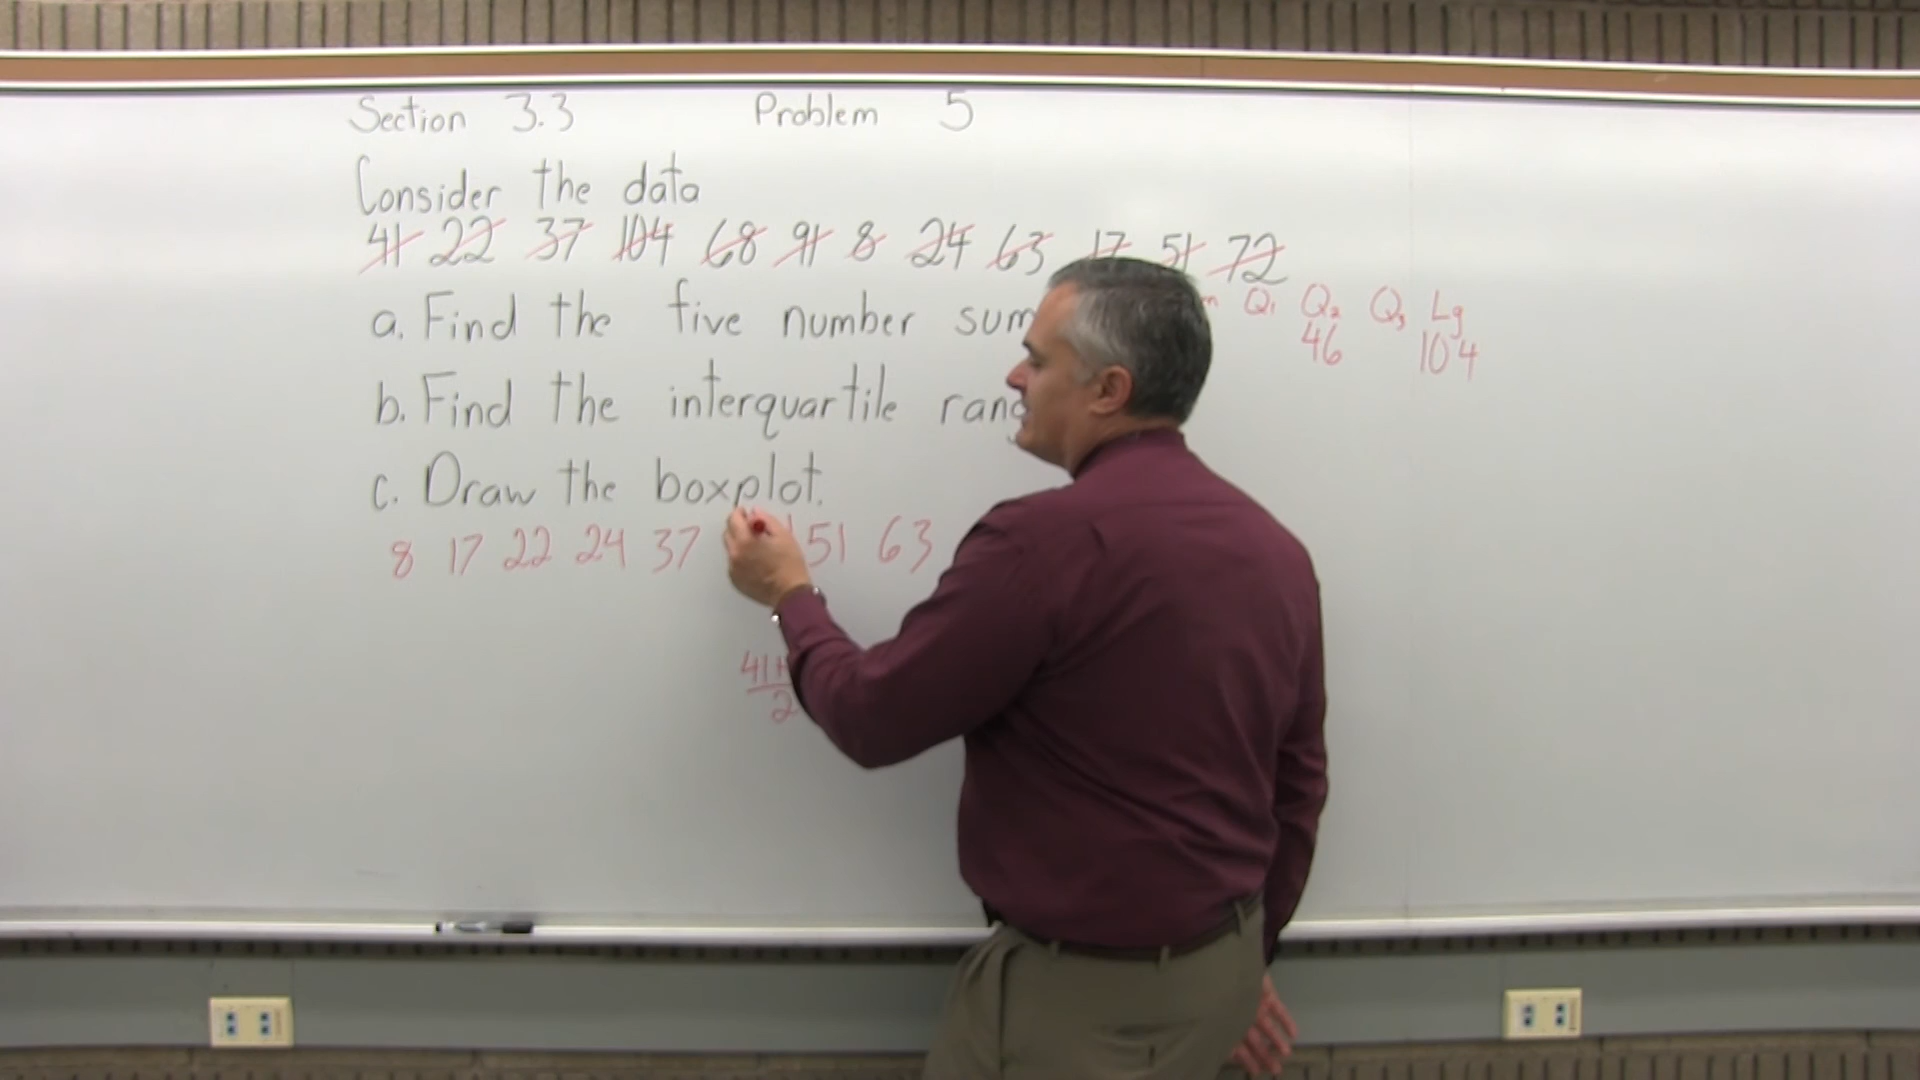 Section 3.3 Problem 5
Consider the data
41 22 37 104 68 91 8 24 63 17 51 72
a. Find the five number sum
Q₁ Q₂ Q₃ Lg
46 104
b. Find the interquartile rang
c. Draw the boxplot.
8 17 22 24 37 51 63
41+
2